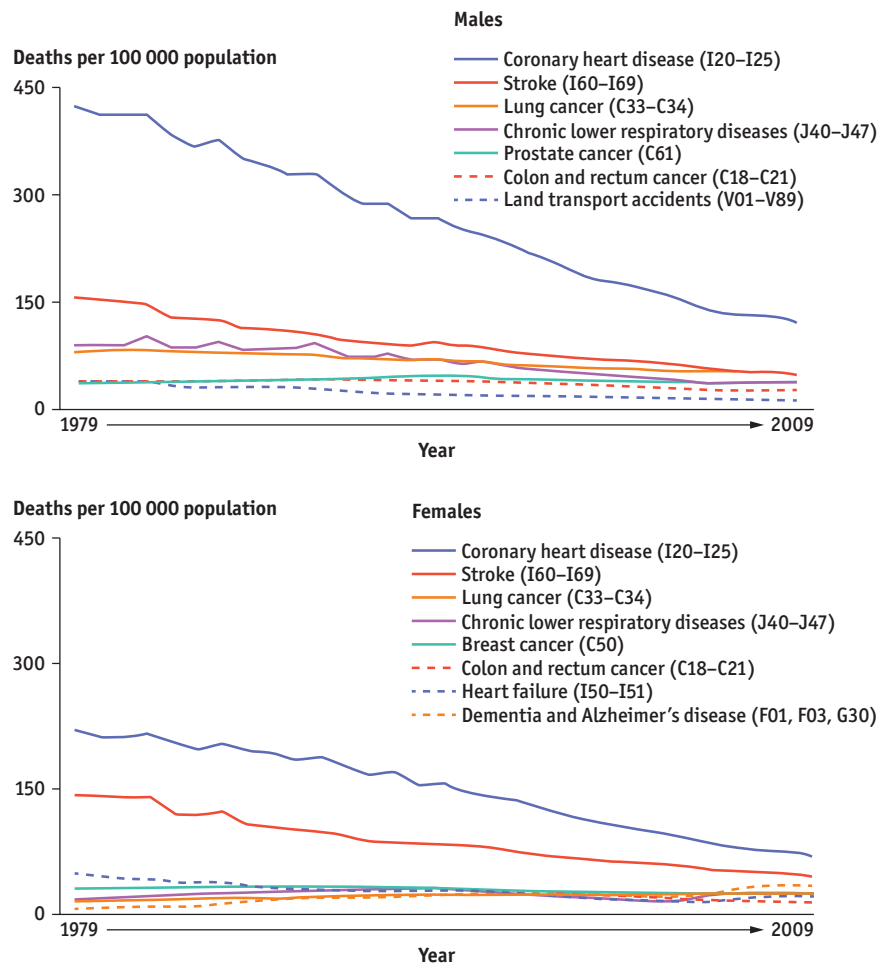 Males
Deaths per 100 000 population
Coronary heart disease (I20–I25)
Stroke (I60–I69)
Lung cancer (C33–C34)
Chronic lower respiratory diseases (J40–J47)
Prostate cancer (C61)
Colon and rectum cancer (C18–C21)
Land transport accidents (V01–V89)
450
300
150
0
1979
2009
Year
Deaths per 100 000 population
Females
Coronary heart disease (I20–I25)
Stroke (I60–I69)
Lung cancer (C33–C34)
Chronic lower respiratory diseases (J40–J47)
Breast cancer (C50)
Colon and rectum cancer (C18–C21)
Heart failure (I50–I51)
Dementia and Alzheimer’s disease (F01, F03, G30)
450
300
150
0
1979
2009
Year